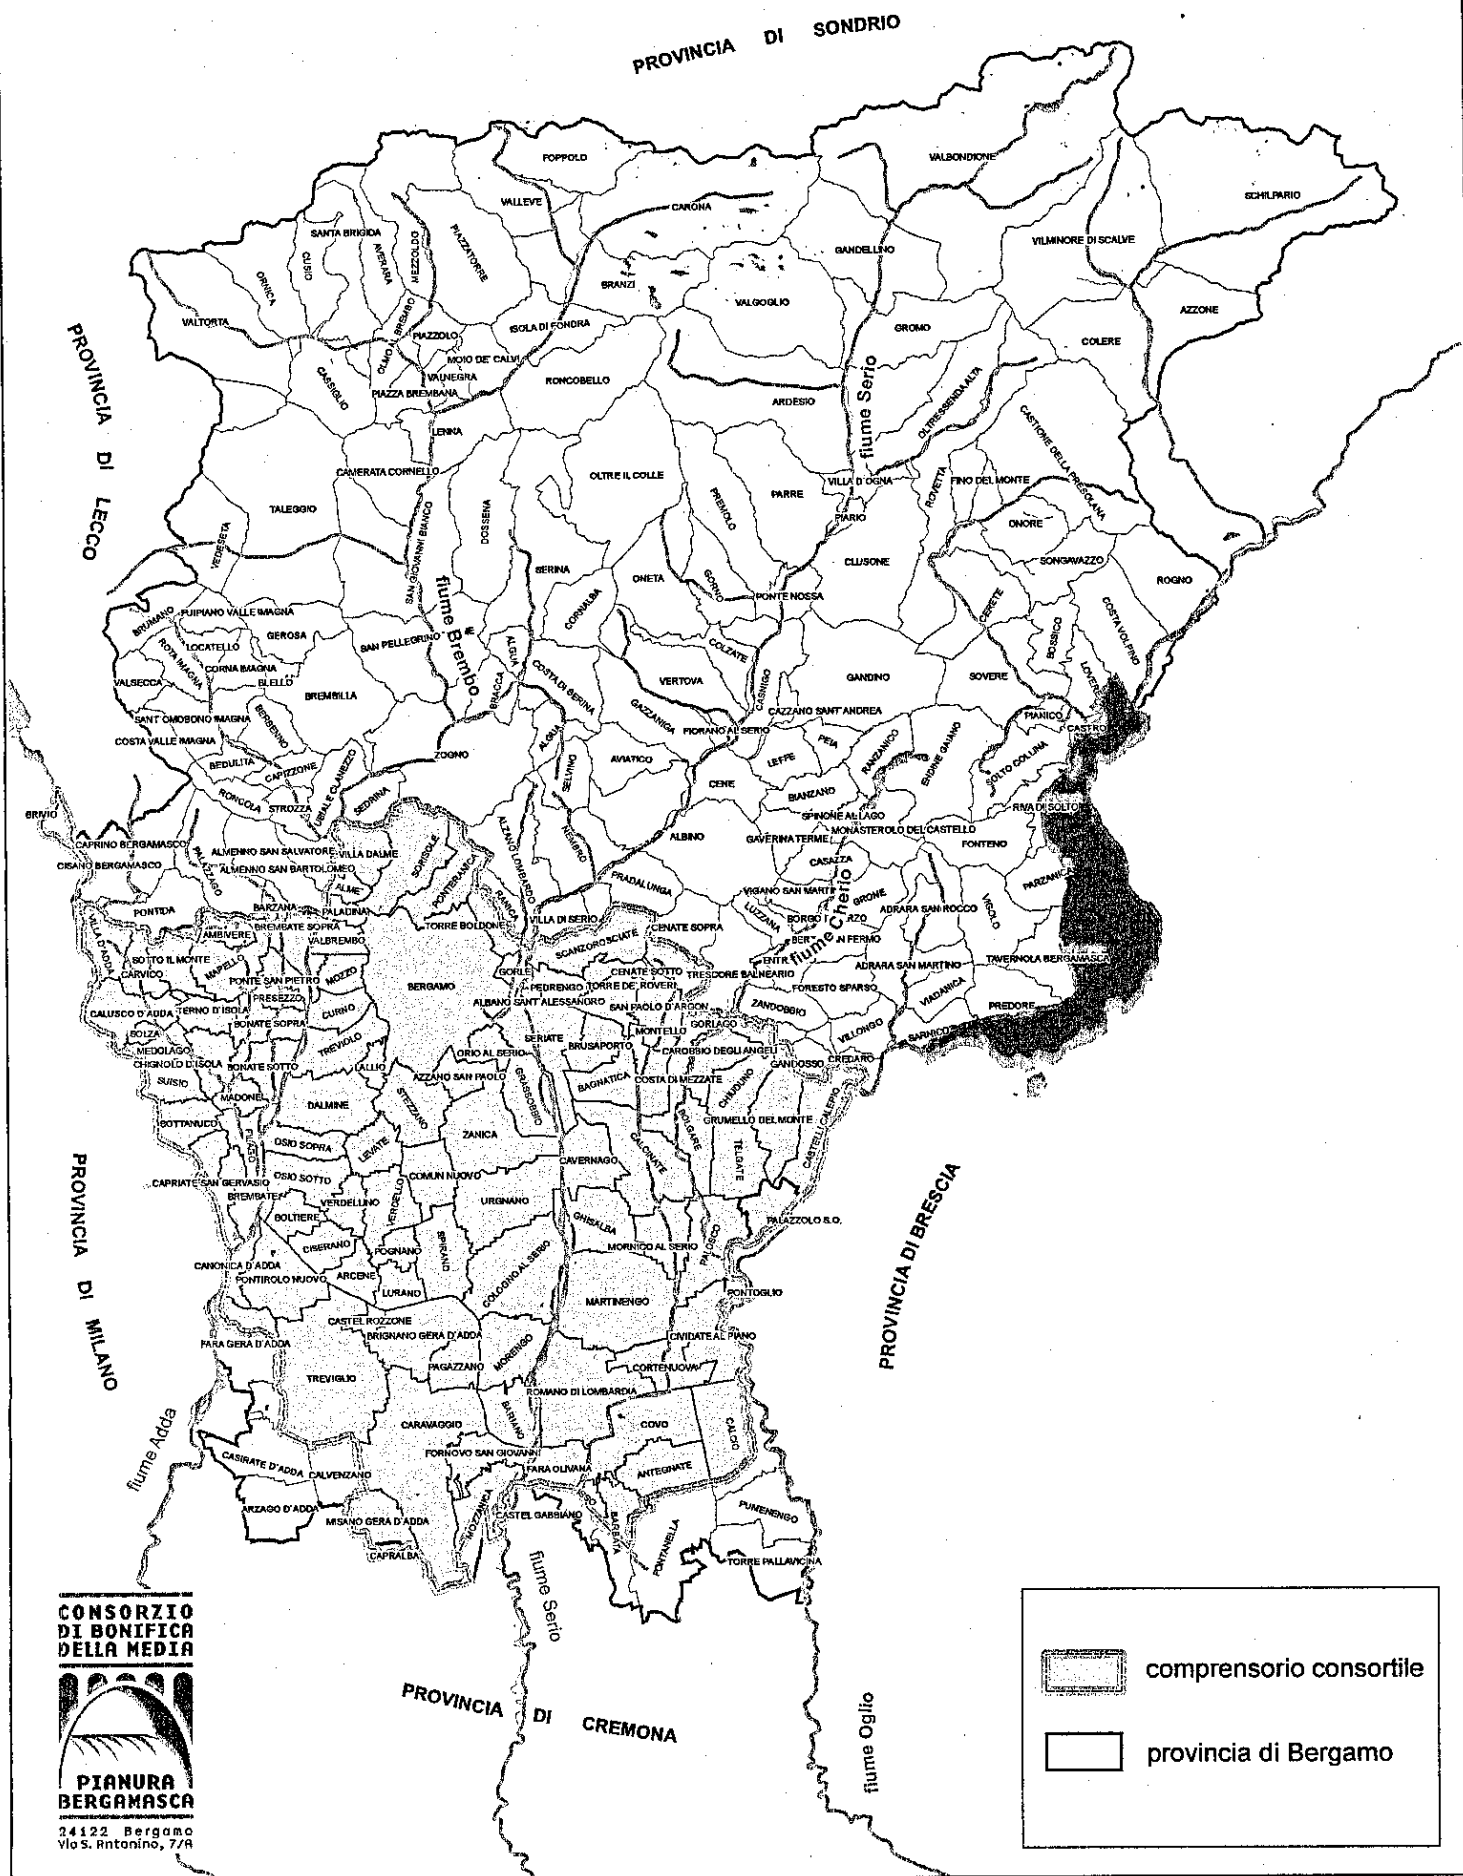 PROVINCIA DI SONDRIO
FOPPOLO
VALBONDIONE
SCHILPARIO
VALLEVE
CARONA
SANTA BRIGIDA
CUSIO
AVERARA
MEZZOLDO
PIAZZATORRE
ORNICA
GANDELLINO
VILMINORE DI SCALVE
BRANZI
VALGOGLIO
AZZONE
VALTORTA
OLMO AL BREMBO
PIAZZOLO
ISOLA DI FONDRA
GROMO
COLERE
MOIO DE' CALVI
CASSIGLIO
VALNEGRA
PIAZZA BREMBANA
RONCOBELLO
ARDESIO
fiume Serio
OLTRESSENDA ALTA
PROVINCIA DI LECCO
LENNA
CASTIONE DELLA PRESOLANA
CAMERATA CORNELLO
OLTRE IL COLLE
VILLA D'OGNA
ROVETTA
FINO DEL MONTE
PARRE
PREMOLO
TALEGGIO
DOSSENA
PIARIO
ONORE
VEDESETA
SAN GIOVANNI BIANCO
CLUSONE
SONGAVAZZO
SERINA
ONETA
GORNO
PONTE NOSSA
ROGNO
fiume Brembo
CORNALBA
CERETE
COSTA VOLPINO
BRUMANO
FUIPIANO VALLE IMAGNA
GEROSA
LOCATELLO
ROTA IMAGNA
SAN PELLEGRINO
ALGUA
COLZATE
BOSSICO
CORNA IMAGNA
VALSECCA
BLELLO
BREMBILLA
BRACCA
COSTA DI SERINA
VERTOVA
CASNIGO
GANDINO
SOVERE
LOVERE
SANT'OMOBONO IMAGNA
BERBENNO
GAZZANIGA
CAZZANO SANT'ANDREA
PIANICO
CASTRO
COSTA VALLE IMAGNA
FIORANO AL SERIO
BEDULITA
CAPIZZONE
ZOGNO
ALGUA
SELVINO
AVIATICO
LEFFE
PEIA
RANZANICO
ENDINE GAIANO
SOLTO COLLINA
RONCOLA
STROZZA
UBIALE CLANEZZO
SEDRINA
CENE
BIANZANO
RIVA DI SOLTO
BRIVIO
SPINONE AL LAGO
MONASTEROLO DEL CASTELLO
CAPRINO BERGAMASCO
ALBINO
GAVERINA TERME
FONTENO
CISANO BERGAMASCO
PALAZZAGO
ALMENNO SAN SALVATORE
VILLA DALME
ALMENNO SAN BARTOLOMEO
SORISOLE
PONTERANICA
ALZANO LOMBARDO
NEMBRO
CASAZZA
ALME'
RANICA
PRADALUNGA
VIGANO SAN MARTI
GRONE
PARZANICA
PONTIDA
BARZANA
PALADINA
LUZZANA
ADRARA SAN ROCCO
VIGOLO
VILLA D'ADDA
BREMBATE SOPRA
AMBIVERE
VALBREMBO
TORRE BOLDONE
VILLA DI SERIO
SCANZOROSCIATE
CENATE SOPRA
fiume Cherio
SOTTO IL MONTE
CARVICO
MAPELLO
PONTE SAN PIETRO
MOZZO
BERGAMO
GORLE
CENATE SOTTO
TRESCORE BALNEARIO
ADRARA SAN MARTINO
TAVERNOLA BERGAMASCA
PEDRENGO
TORRE DE' ROVERI
FORESTO SPARSO
PRESEZZO
ALBANO SANT'ALESSANDRO
SAN PAOLO D'ARGON
ZANDOBBIO
VIADANICA
PREDORE
CALUSCO D'ADDA
TERNO D'ISOLA
CURNO
BONATE SOPRA
SOLZA
GORLAGO
MONTELLO
VILLONGO
SARNICO
MEDOLAGO
TREVIOLO
SERIATE
BRUSAPORTO
CAROBBIO DEGLI ANGELI
CREDARO
CHIGNOLO D'ISOLA
BONATE SOTTO
LALLIO
ORIO AL SERIO
GANDOSSO
SUISIO
AZZANO SAN PAOLO
BAGNATICA
COSTA DI MEZZATE
CHIUDUNO
MADONE
DALMINE
STEZZANO
GRASSOBBIO
BOLGARE
GRUMELLO DEL MONTE
CASTELLI CALEPIO
BOTTANUCO
FILAGO
OSIO SOPRA
LEVATE
ZANICA
CALCINATE
TELGATE
CAVERNAGO
CAPRIATE SAN GERVASIO
OSIO SOTTO
COMUN NUOVO
BREMBATE
VERDELLINO
VERDELLO
URGNANO
PALAZZOLO S.O.
BOLTIERE
GHISALBA
PROVINCIA DI MILANO
PROVINCIA DI BRESCIA
CISERANO
POGNANO
SPIRANO
MORNICO AL SERIO
PALOSCO
CANONICA D'ADDA
PONTIROLO NUOVO
ARCENE
LURANO
COLOGNO AL SERIO
MARTINENGO
PONTOGLIO
CASTEL ROZZONE
BRIGNANO GERA D'ADDA
FARA GERA D'ADDA
CIVIDATE AL PIANO
PAGAZZANO
MORENGO
CORTENUOVA
TREVIGLIO
ROMANO DI LOMBARDIA
fiume Adda
CARAVAGGIO
BARIANO
COVO
CALCIO
FORNOVO SAN GIOVANNI
CASIRATE D'ADDA
CALVENZANO
FARA OLIVANA
ANTEGNATE
ARZAGO D'ADDA
MISANO GERA D'ADDA
MOZZANICA
CASTEL GABBIANO
BARBATA
PUMENENGO
CAPRALBA
FONTANELLA
TORRE PALLAVICINA
fiume Serio
CONSORZIO
DI BONIFICA
DELLA MEDIA
PIANURA
BERGAMASCA
24122 Bergamo
Via S. Antonino, 7/A
PROVINCIA DI CREMONA
fiume Oglio
comprensorio consortile
provincia di Bergamo